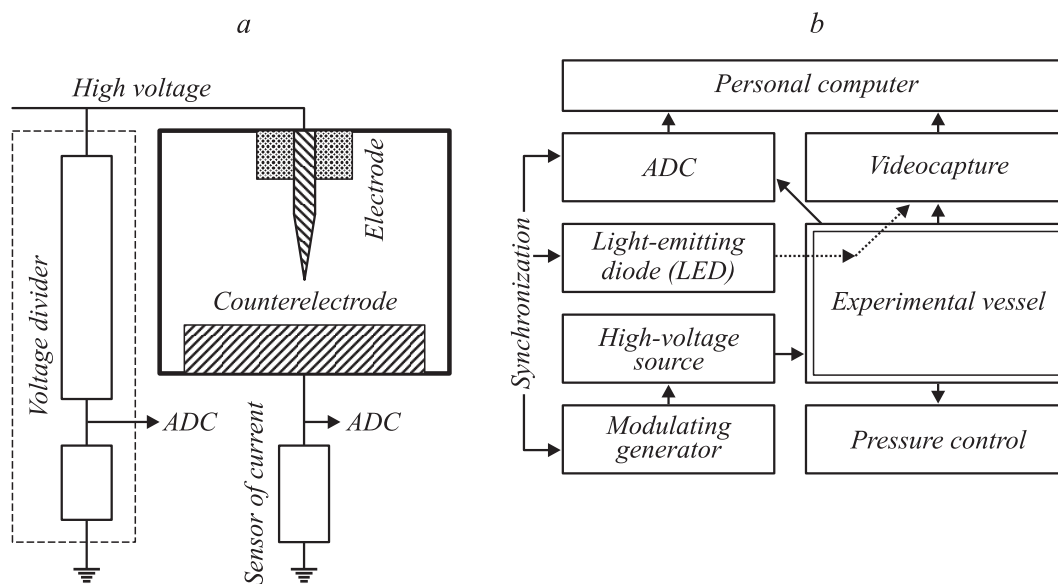 a
High voltage
Voltage divider
Electrode
Counterelectrode
ADC
Sensor of current
ADC
b
Personal computer
Synchronization
ADC
Videocapture
Light-emitting
diode (LED)
Experimental vessel
High-voltage
source
Modulating
generator
Pressure control